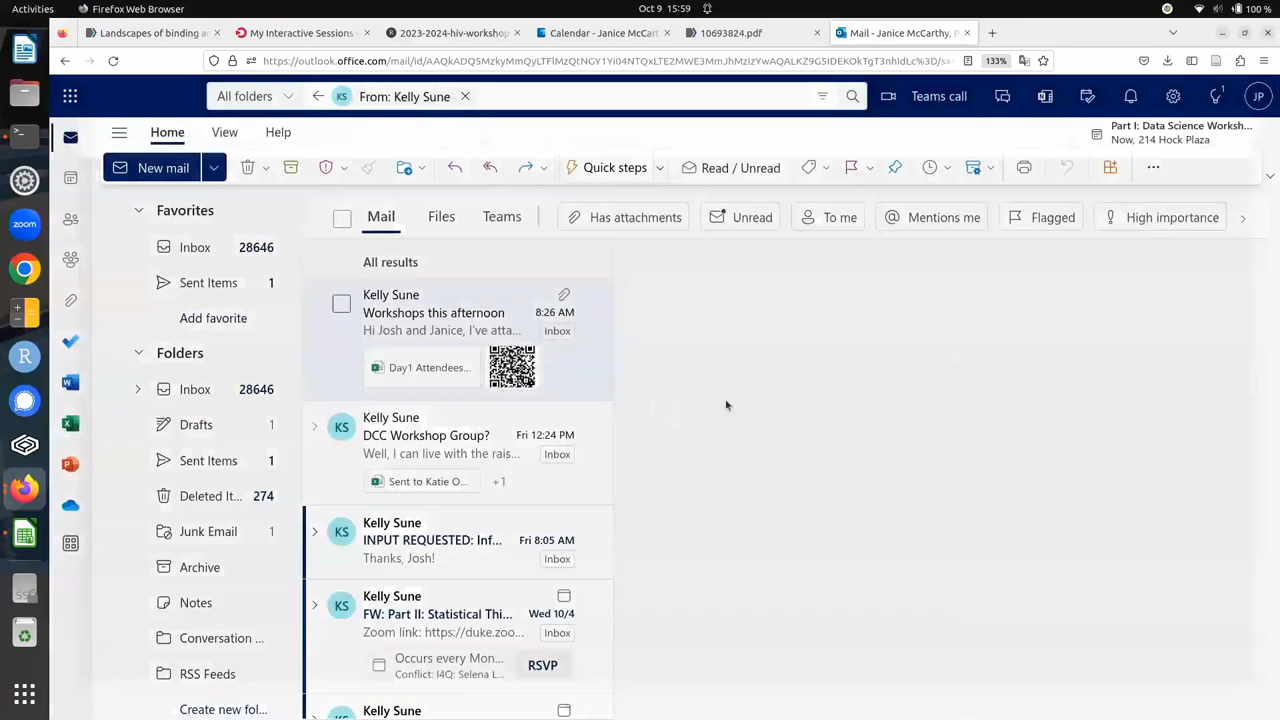 Activities
Firefox Web Browser
Oct 9 15:59
100 %
Landscapes of binding a
My Interactive Sessions -
2023-2024-hiv-workshop
Calendar - Janice McCart
10693824.pdf
Mail - Janice McCarthy, P
https://outlook.office.com/mail/id/
133%
All folders
KS
From: Kelly Sune
Teams call
1
JP
Home
View
Help
Part I: Data Science Worksh...
Now, 214 Hock Plaza
New mail
Quick steps
Read / Unread
Favorites
Mail
Files
Teams
Has attachments
Unread
To me
Mentions me
Flagged
High importance
Inbox 28646
Sent Items 1
Add favorite
Folders
Inbox 28646
Drafts 1
Sent Items 1
Deleted It... 274
Junk Email 1
Archive
Notes
Conversation ...
RSS Feeds
Create new fol...
All results
Kelly Sune
Workshops this afternoon 8:26 AM
Hi Josh and Janice, I've atta... Inbox
Day1 Attendees...
KS
Kelly Sune
DCC Workshop Group? Fri 12:24 PM
Well, I can live with the rais... Inbox
Sent to Katie O... +1
KS
Kelly Sune
INPUT REQUESTED: Inf... Fri 8:05 AM
Thanks, Josh! Inbox
KS
Kelly Sune
FW: Part II: Statistical Thi... Wed 10/4
Zoom link: https://duke.zoo... Inbox
Occurs every Mon... RSVP
Conflict: I4Q: Selena L...
Kelly Sune
zoom
R